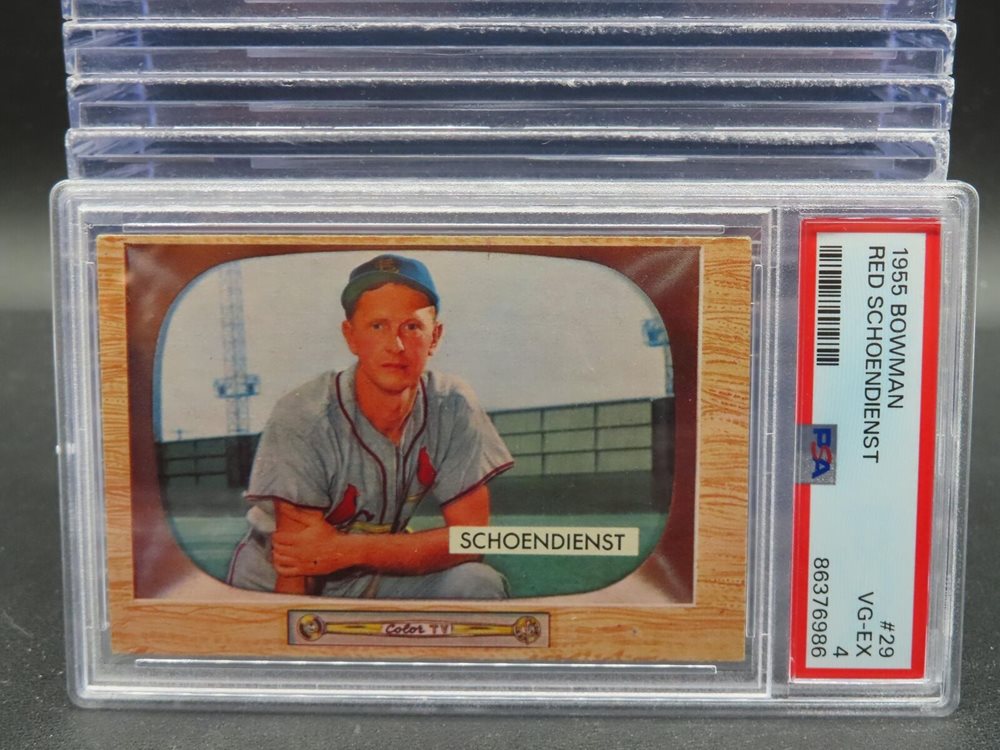 SCHOENDIENST
Color TV
1955 BOWMAN
RED SCHOENDIENST
PSA
#29
VG-EX
4
86376986